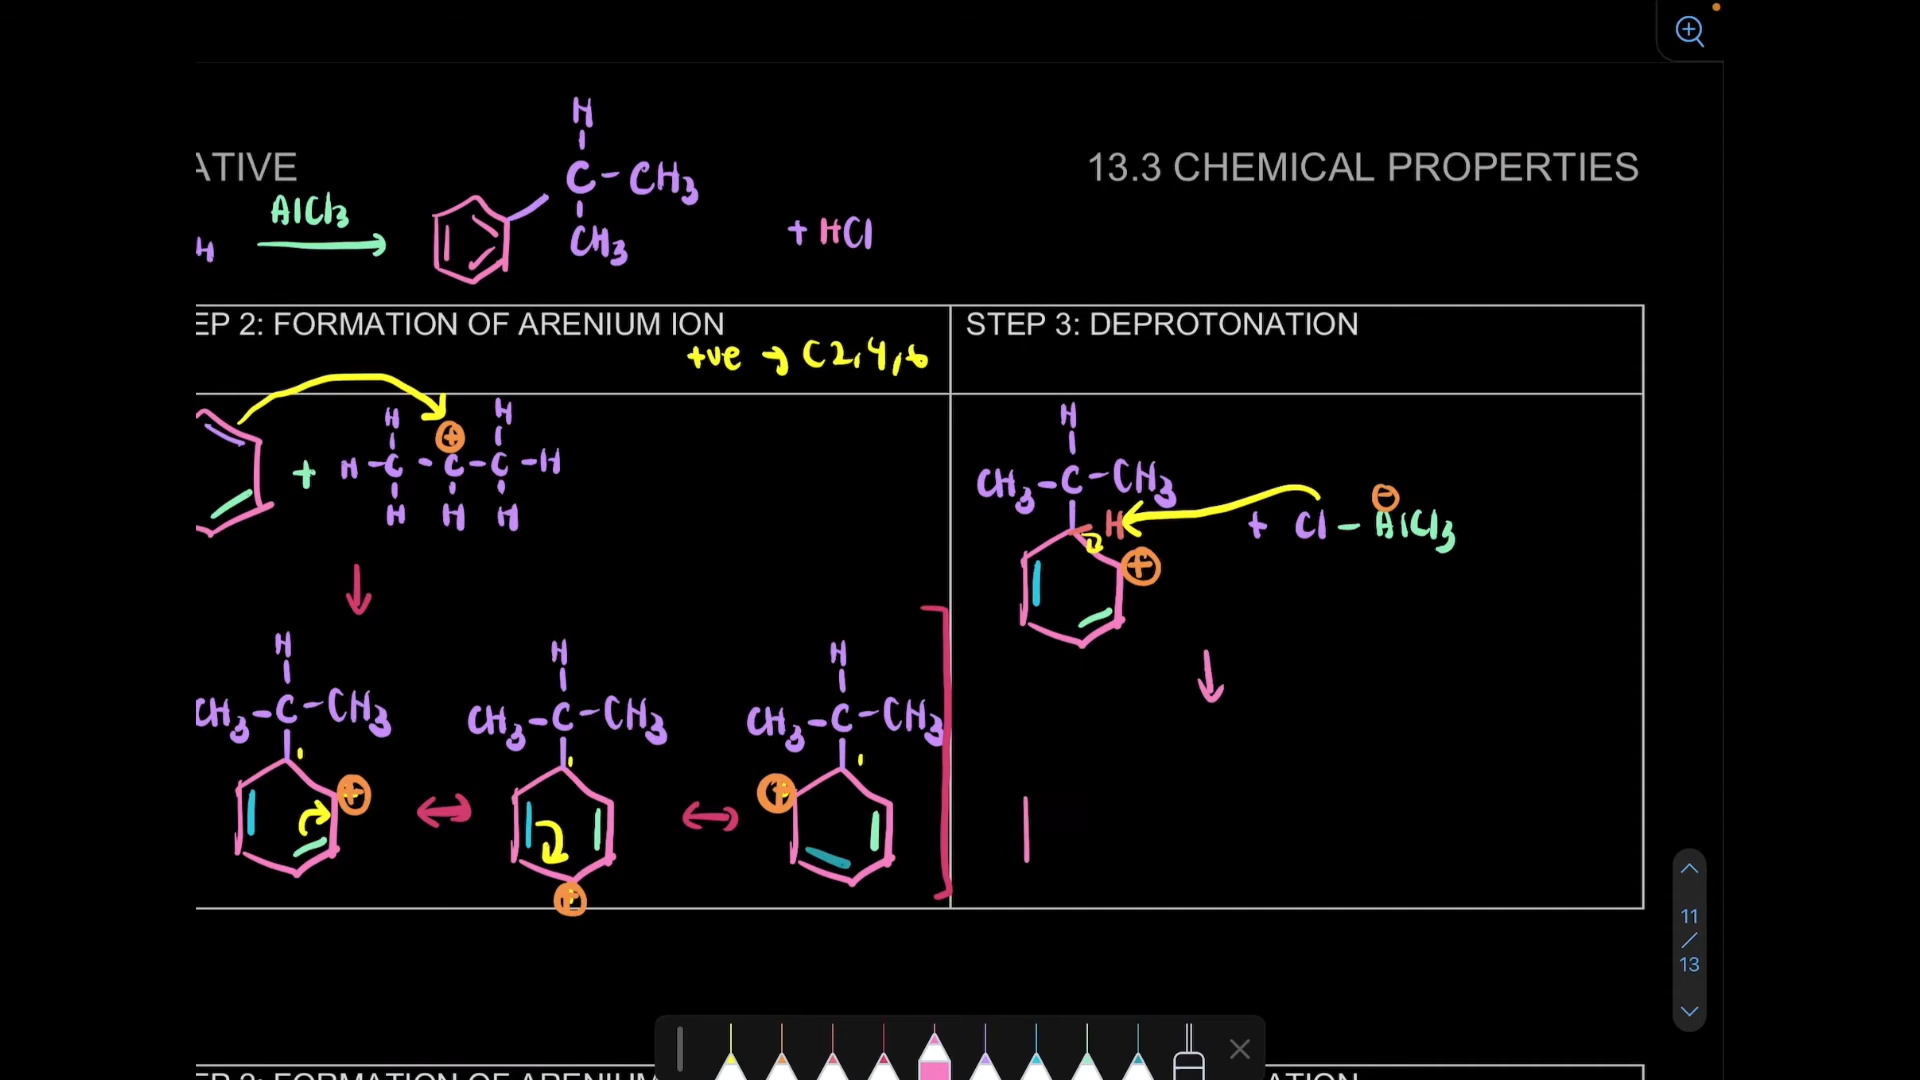 H
C - CH3
CH3
ATIVE
13.3 CHEMICAL PROPERTIES
AlCl3
H
+ HCl
EP 2: FORMATION OF ARENIUM ION
+ve → C2,4,6
STEP 3: DEPROTONATION
H H
+
+ H - C - C - C - H
H H H
H
CH3 - C - CH3
H
+ Cl - AlCl3
−
+
H
CH3 - C - CH3
+
H
CH3 - C - CH3
+
H
CH3 - C - CH3
+
11
13